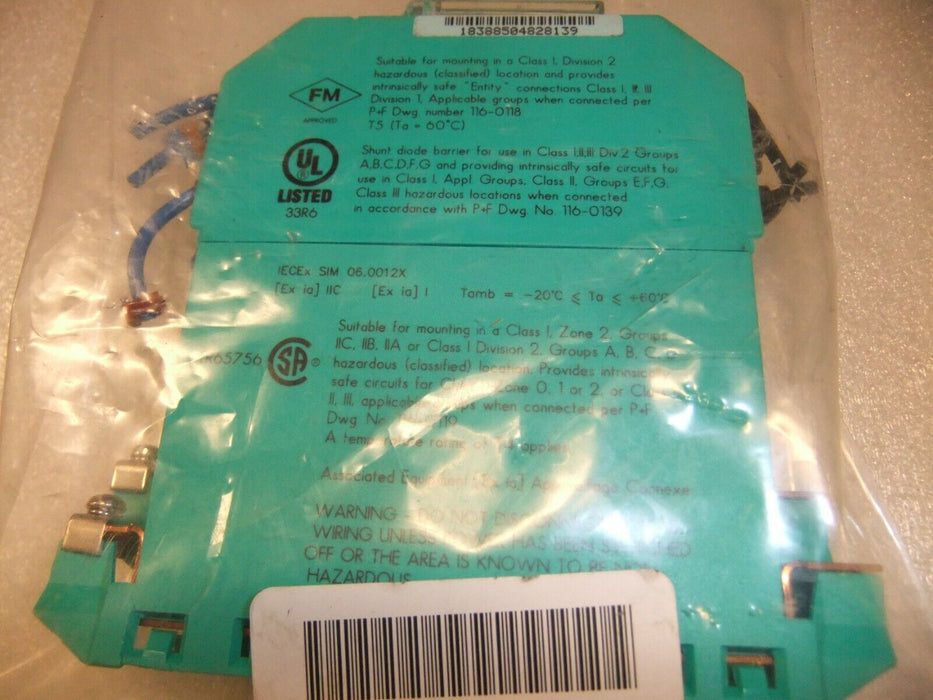 18388504828139
Suitable for mounting in a Class I, Division 2
hazardous (classified) location and provides
intrinsically safe "Entity" connections Class I, II, III
Division 1, Applicable groups when connected per
P+F Dwg. number 116-0118
T5 (Ta = 60°C)
FM
APPROVED
Shunt diode barrier for use in Class I;II;III Div.2 Groups
A,B,C,D,F,G and providing intrinsically safe circuits for
use in Class I, Appl. Groups, Class II, Groups E,F,G,
Class III hazardous locations when connected
in accordance with P+F Dwg. No. 116-0139
UL
®
LISTED
33R6
IECEx SIM 06.0012X
[Ex ia] IIC [Ex ia] I Tamb = -20°C ≤ Ta ≤ +60°C
Suitable for mounting in a Class I, Zone 2, Groups
IIC, IIB, IIA or Class I Division 2, Groups A, B, C,
hazardous (classified) location. Provides intrinsically
safe circuits for Zone 0, 1 or 2, or
II, III, when connected per P+F
Dwg
A rating of applies
65756
SA ®
Associated Equipment Connexe
WARNING - DO NOT
WIRING UNLESS HAS BEEN
OFF OR THE AREA IS KNOWN TO BE
HAZARDOUS